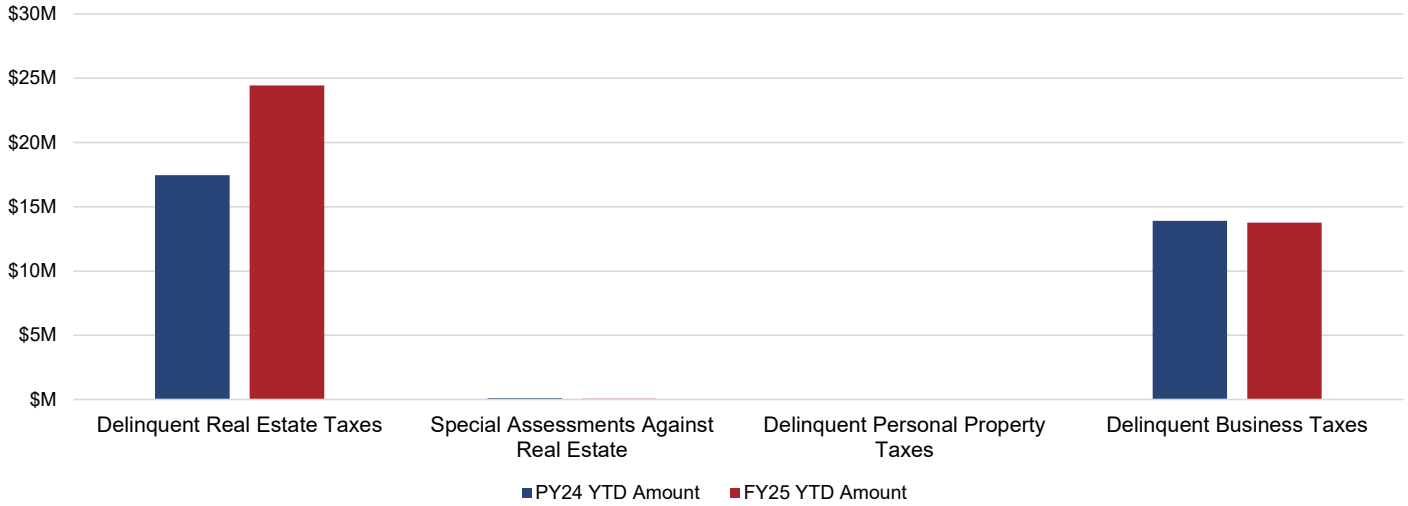 $30M
$25M
$20M
$15M
$10M
$5M
$M
Delinquent Real Estate Taxes
Special Assessments Against
Real Estate
Delinquent Personal Property
Taxes
Delinquent Business Taxes
PY24 YTD Amount
FY25 YTD Amount